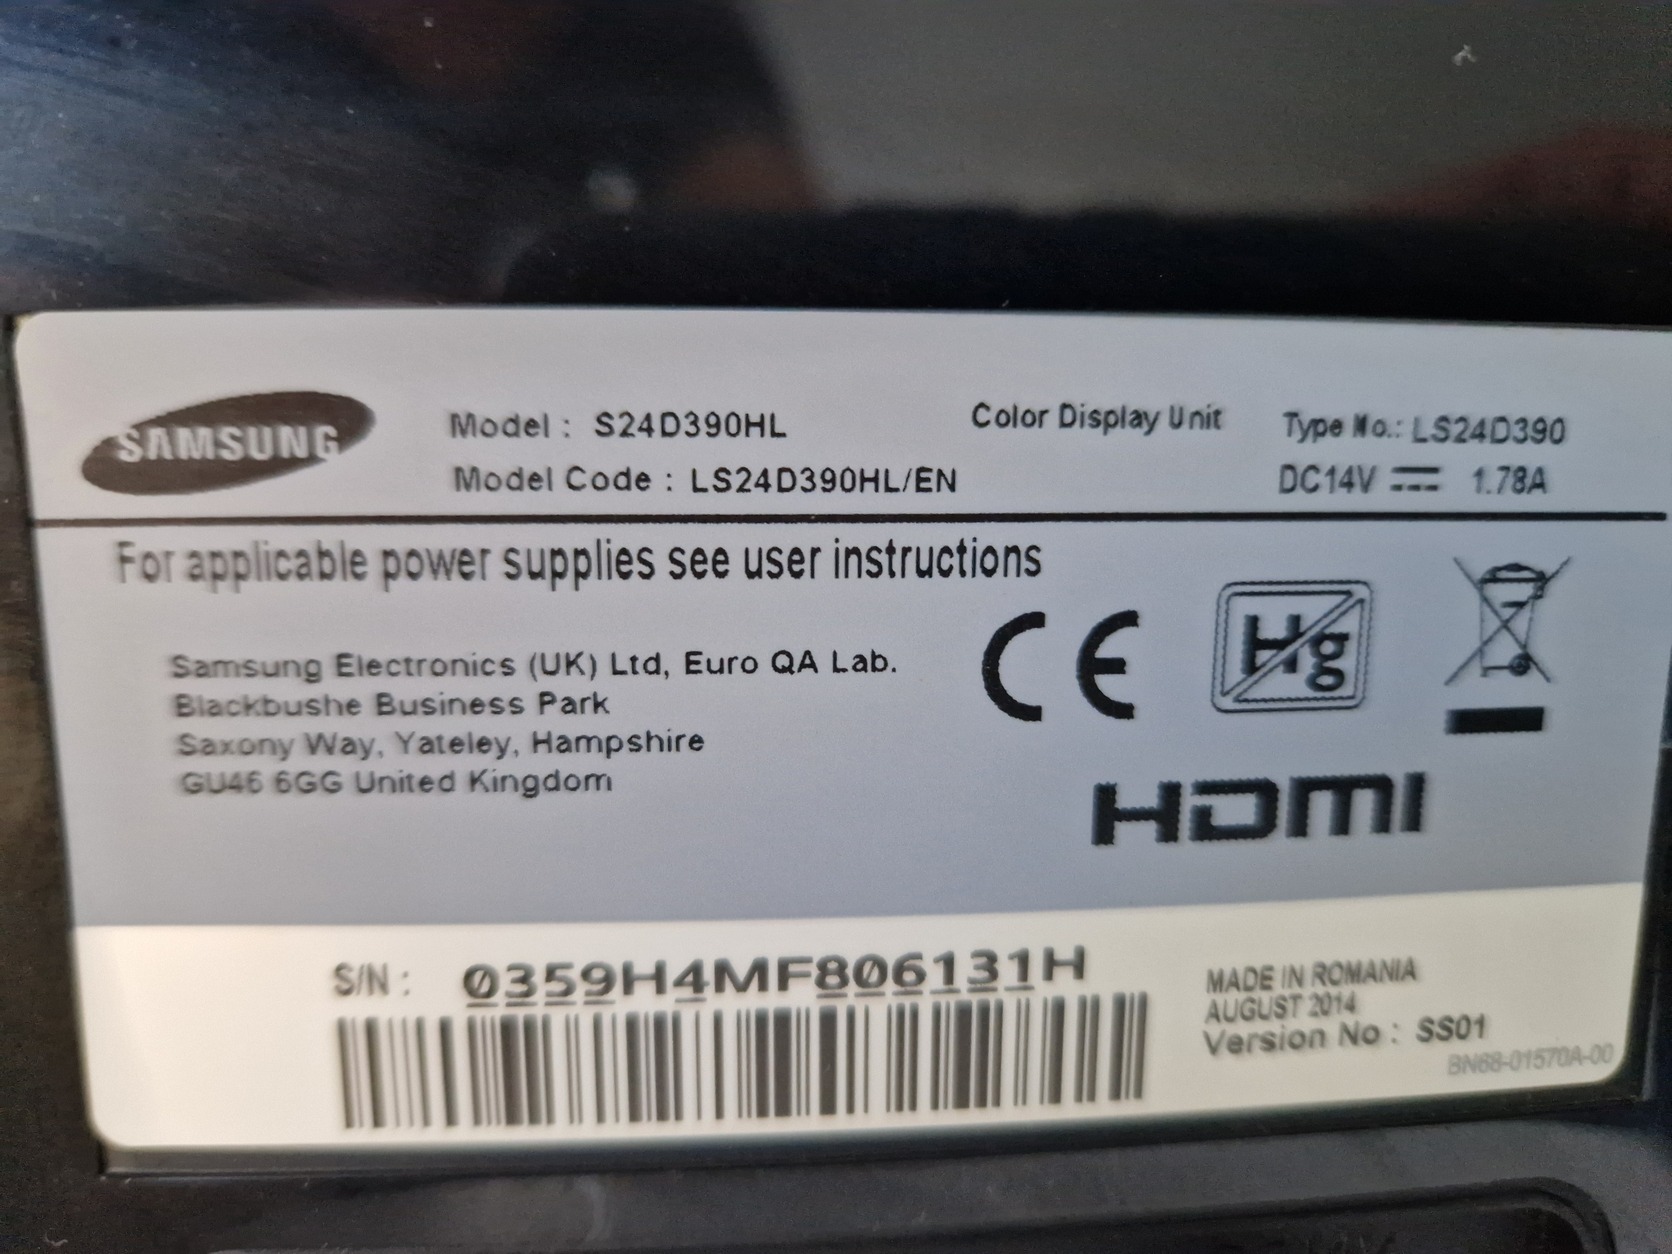 SAMSUNG
Model : S24D390HL
Model Code : LS24D390HL/EN
Color Display Unit
Type No.: LS24D390
DC14V 1.78A
For applicable power supplies see user instructions
Samsung Electronics (UK) Ltd, Euro QA Lab.
Blackbushe Business Park
Saxony Way, Yateley, Hampshire
GU46 6GG United Kingdom
CE
Hg
HDMI
S/N : 0359H4MF806131H
MADE IN ROMANIA
AUGUST 2014
Version No : SS01
BN68-01570A-00